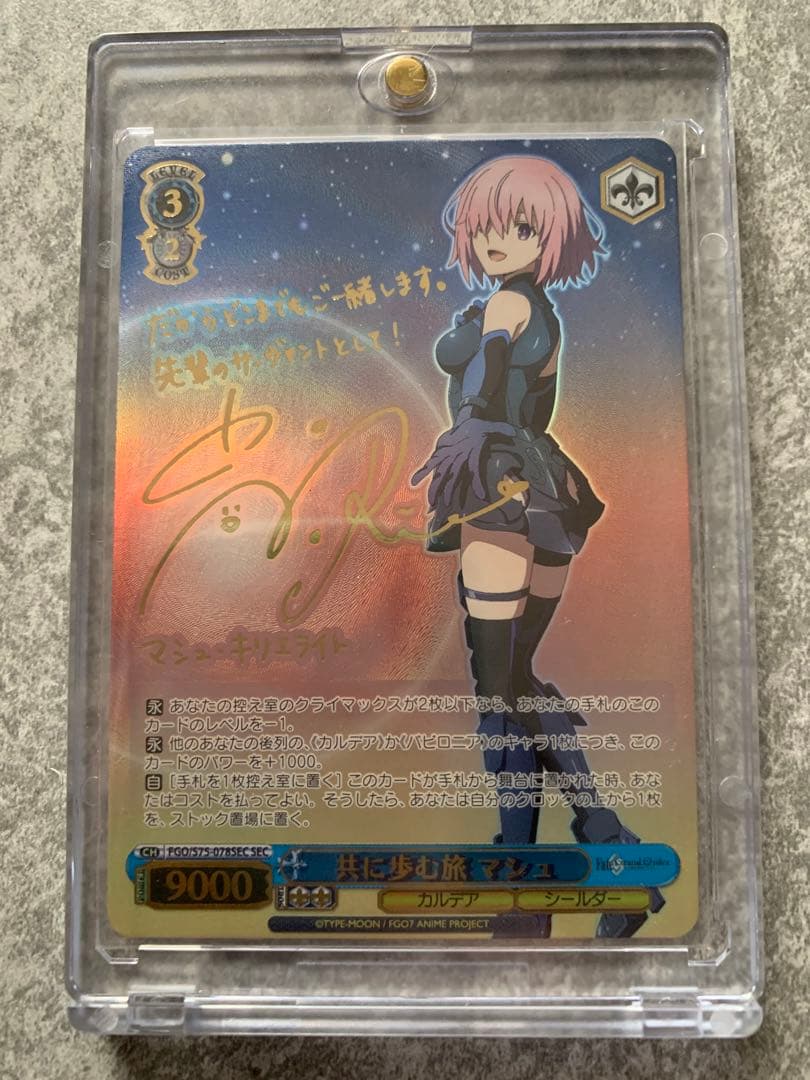 LEVEL
3
2
COST
だからどこまでもご一緒します。
先輩のサーヴァントとして!
マシュ・キリエライト
永 あなたの控え室のクライマックスが2枚以下なら、あなたの手札のこの
カードのレベルを-1。
永 他のあなたの後列の、《カルデア》か《バビロニア》のキャラ1枚につき、この
カードのパワーを+1000。
自 [手札を1枚控え室に置く] このカードが手札から舞台に置かれた時、あな
たはコストを払ってよい。そうしたら、あなたは自分のクロックの上から1枚
を、ストック置場に置く。
CH FGO/S75-078SEC SEC
共に歩む旅 マシュ
Fate/Grand Order
POWER 9000 SOUL
カルデア シールダー
©TYPE-MOON / FGO7 ANIME PROJECT